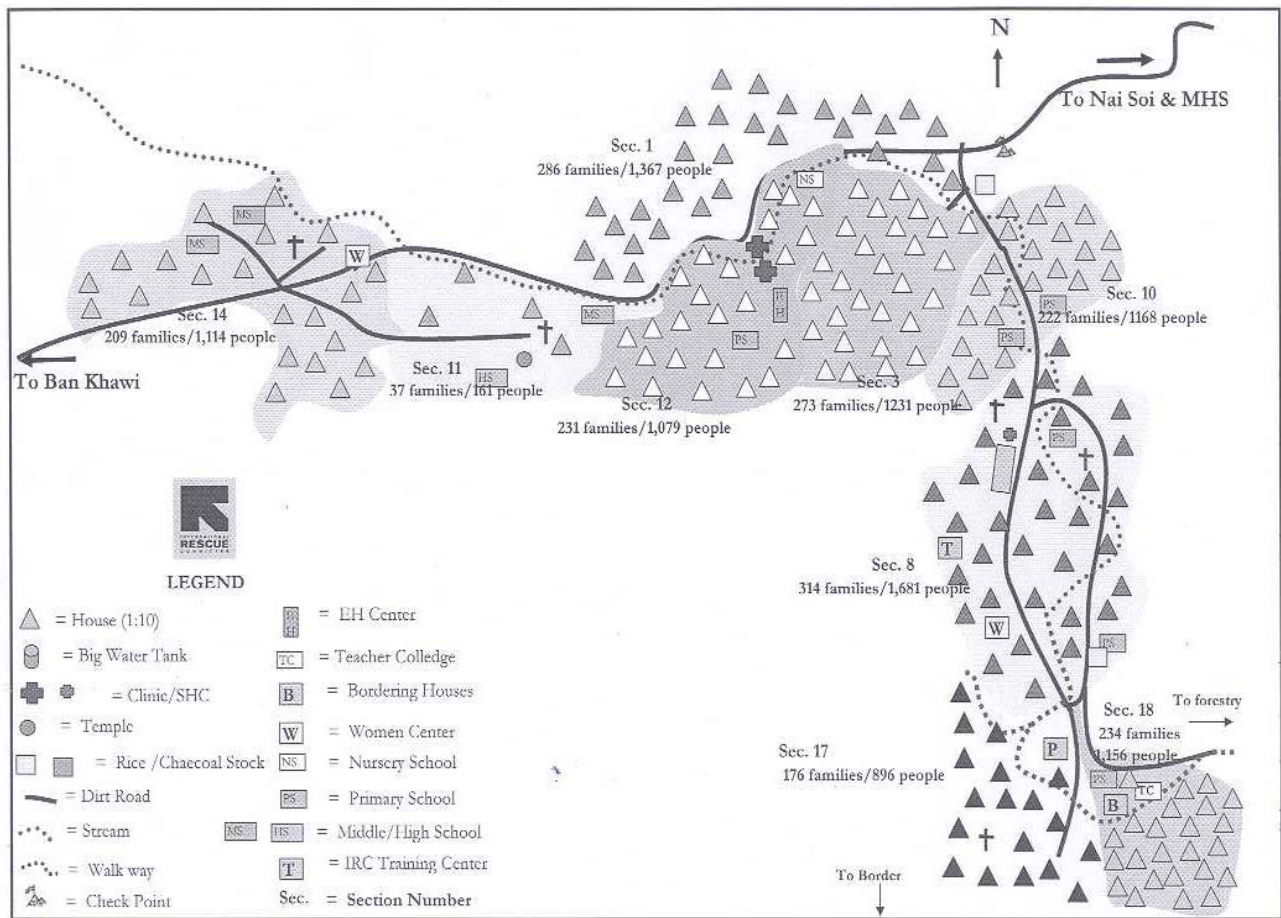 N
To Nai Soi & MHS
Sec. 1
286 families/1,367 people
NS
MS
MS
W
Sec. 14
209 families/1,114 people
To Ban Khawi
Sec. 11
37 families/161 people
HS
MS
PS
E
H
Sec. 12
231 families/1,079 people
Sec. 3
273 families/1231 people
PS
Sec. 10
222 families/1168 people
PS
PS
T
Sec. 8
314 families/1,681 people
W
PS
Sec. 17
176 families/896 people
P
Sec. 18
234 families
1,156 people
To forestry
PS
TC
B
To Border
INTERNATIONAL
RESCUE
COMMITTEE
LEGEND
= House (1:10)
= Big Water Tank
= Clinic/SHC
= Temple
= Rice /Chaecoal Stock
= Dirt Road
= Stream
= Walk way
= Check Point
E
H = EH Center
TC = Teacher Colledge
B = Bordering Houses
W = Women Center
NS = Nursery School
PS = Primary School
MS HS = Middle/High School
T = IRC Training Center
Sec. = Section Number